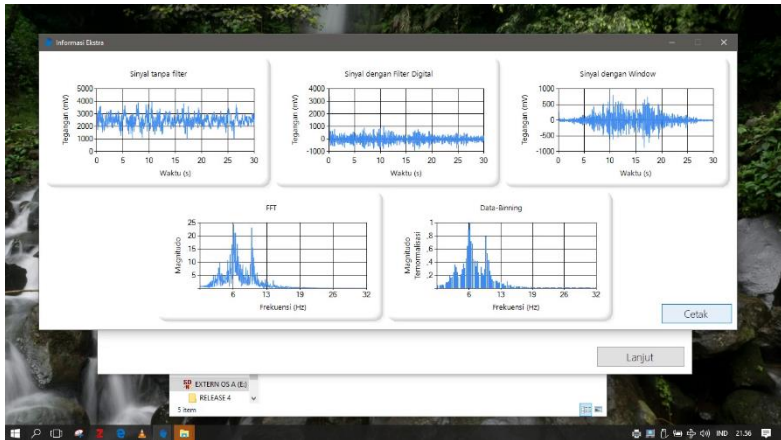 Informasi Ekstra
Sinyal tanpa filter
Tegangan (mV)
5000
4000
3000
2000
1000
0
0 5 10 15 20 25 30
Waktu (s)
Sinyal dengan Filter Digital
Tegangan (mV)
4000
3000
2000
1000
0
-1000
0 5 10 15 20 25 30
Waktu (s)
Sinyal dengan Window
Tegangan (mV)
1000
500
0
-500
-1000
0 5 10 15 20 25 30
Waktu (s)
FFT
Magnitudo
25
20
15
10
5
6 13 19 26 32
Frekuensi (Hz)
Data-Binning
Magnitudo
Ternormalisasi
1
.8
.6
.4
.2
6 13 19 26 32
Frekuensi (Hz)
Cetak
Lanjut
EXTERN OS A (E:)
RELEASE 4
5 item
IND 21.56